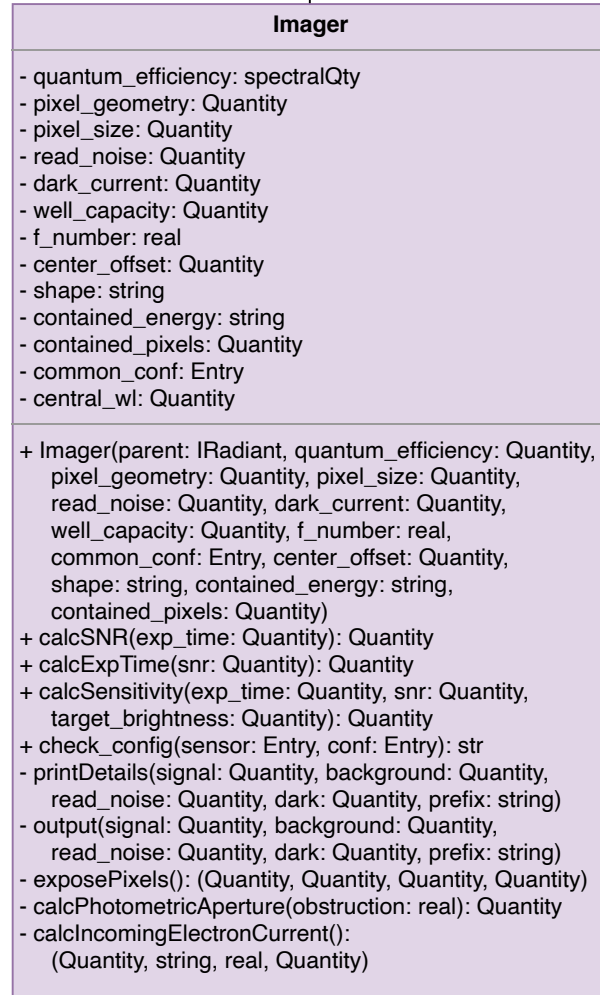 Imager
- quantum_efficiency: spectralQty
- pixel_geometry: Quantity
- pixel_size: Quantity
- read_noise: Quantity
- dark_current: Quantity
- well_capacity: Quantity
- f_number: real
- center_offset: Quantity
- shape: string
- contained_energy: string
- contained_pixels: Quantity
- common_conf: Entry
- central_wl: Quantity
+ Imager(parent: IRadiant, quantum_efficiency: Quantity,
pixel_geometry: Quantity, pixel_size: Quantity,
read_noise: Quantity, dark_current: Quantity,
well_capacity: Quantity, f_number: real,
common_conf: Entry, center_offset: Quantity,
shape: string, contained_energy: string,
contained_pixels: Quantity)
+ calcSNR(exp_time: Quantity): Quantity
+ calcExpTime(snr: Quantity): Quantity
+ calcSensitivity(exp_time: Quantity, snr: Quantity,
target_brightness: Quantity): Quantity
+ check_config(sensor: Entry, conf: Entry): str
- printDetails(signal: Quantity, background: Quantity,
read_noise: Quantity, dark: Quantity, prefix: string)
- output(signal: Quantity, background: Quantity,
read_noise: Quantity, dark: Quantity, prefix: string)
- exposePixels(): (Quantity, Quantity, Quantity, Quantity)
- calcPhotometricAperture(obstruction: real): Quantity
- calcIncomingElectronCurrent():
(Quantity, string, real, Quantity)